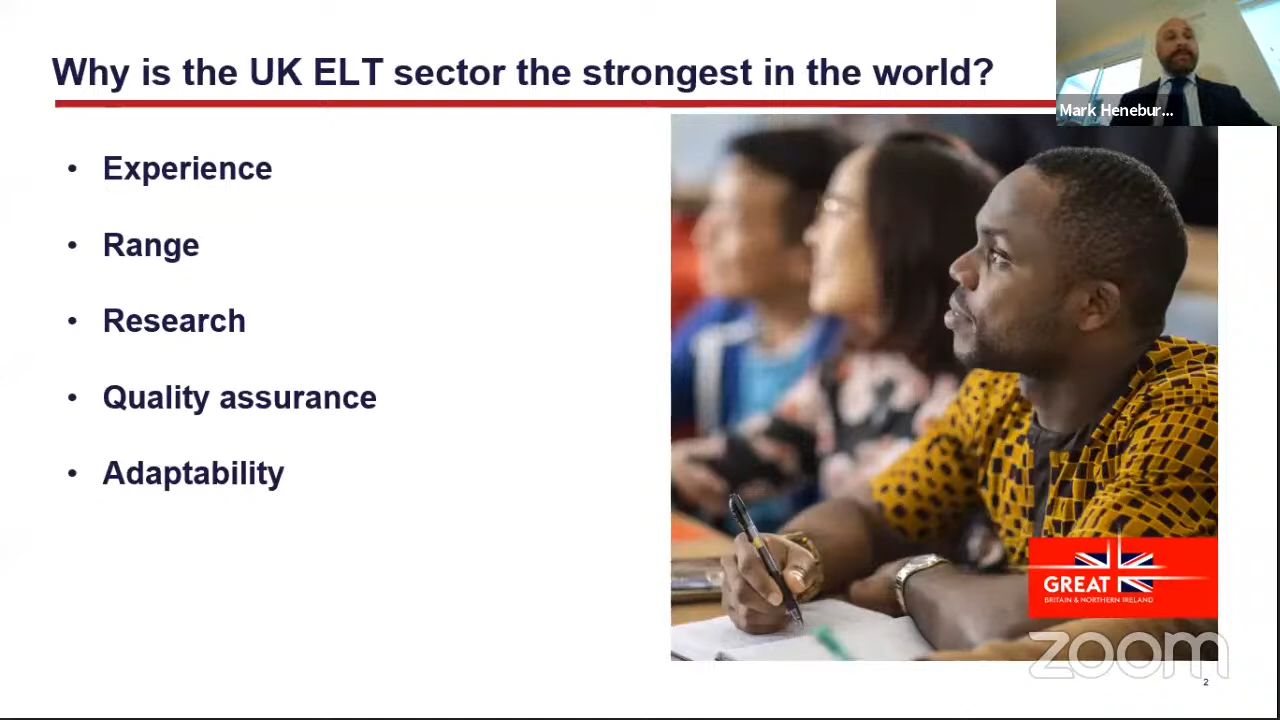 Why is the UK ELT sector the strongest in the world?
Mark Henebur...
• Experience
• Range
• Research
• Quality assurance
• Adaptability
GREAT
BRITAIN & NORTHERN IRELAND
zoom
2